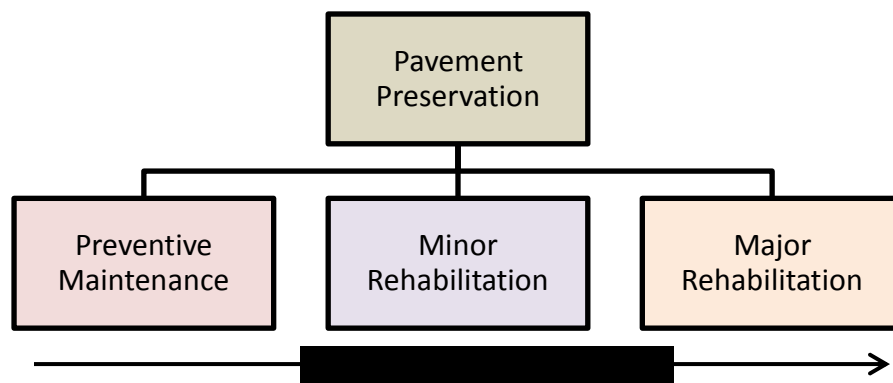 Pavement
Preservation
Preventive
Maintenance
Minor
Rehabilitation
Major
Rehabilitation